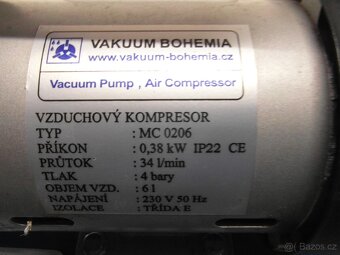 VAKUUM BOHEMIA
www.vakuum-bohemia.cz
Vacuum Pump , Air Compressor
VZDUCHOVÝ KOMPRESOR
TYP : MC 0206
PŘÍKON : 0,38 kW IP22 CE
PRŮTOK : 34 l/min
TLAK : 4 bary
OBJEM VZD. : 6 l
NAPÁJENÍ : 230 V 50 Hz
IZOLACE : TŘÍDA E
Bazos.cz